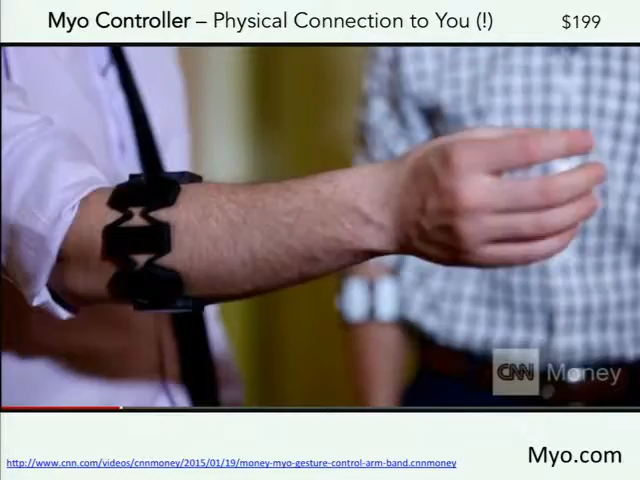 Myo Controller – Physical Connection to You (!) $199
CNN Money
http://www.cnn.com/videos/cnnmoney/2015/01/19/money-myo-gesture-control-arm-band.cnnmoney
Myo.com